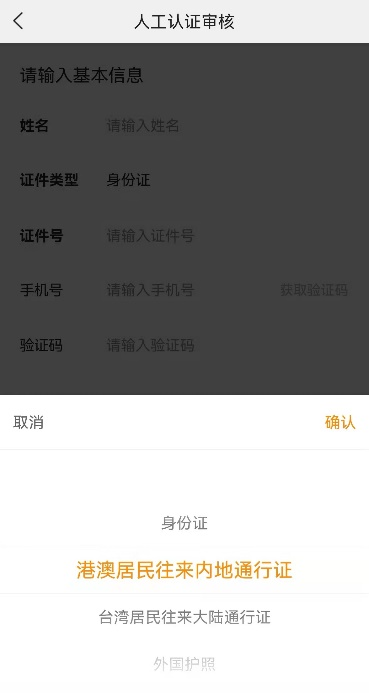 人工认证审核
请输入基本信息
姓名 请输入姓名
证件类型 身份证
证件号 请输入证件号
手机号 请输入手机号 获取验证码
验证码 请输入验证码
取消 确认
身份证
港澳居民往来内地通行证
台湾居民往来大陆通行证
外国护照